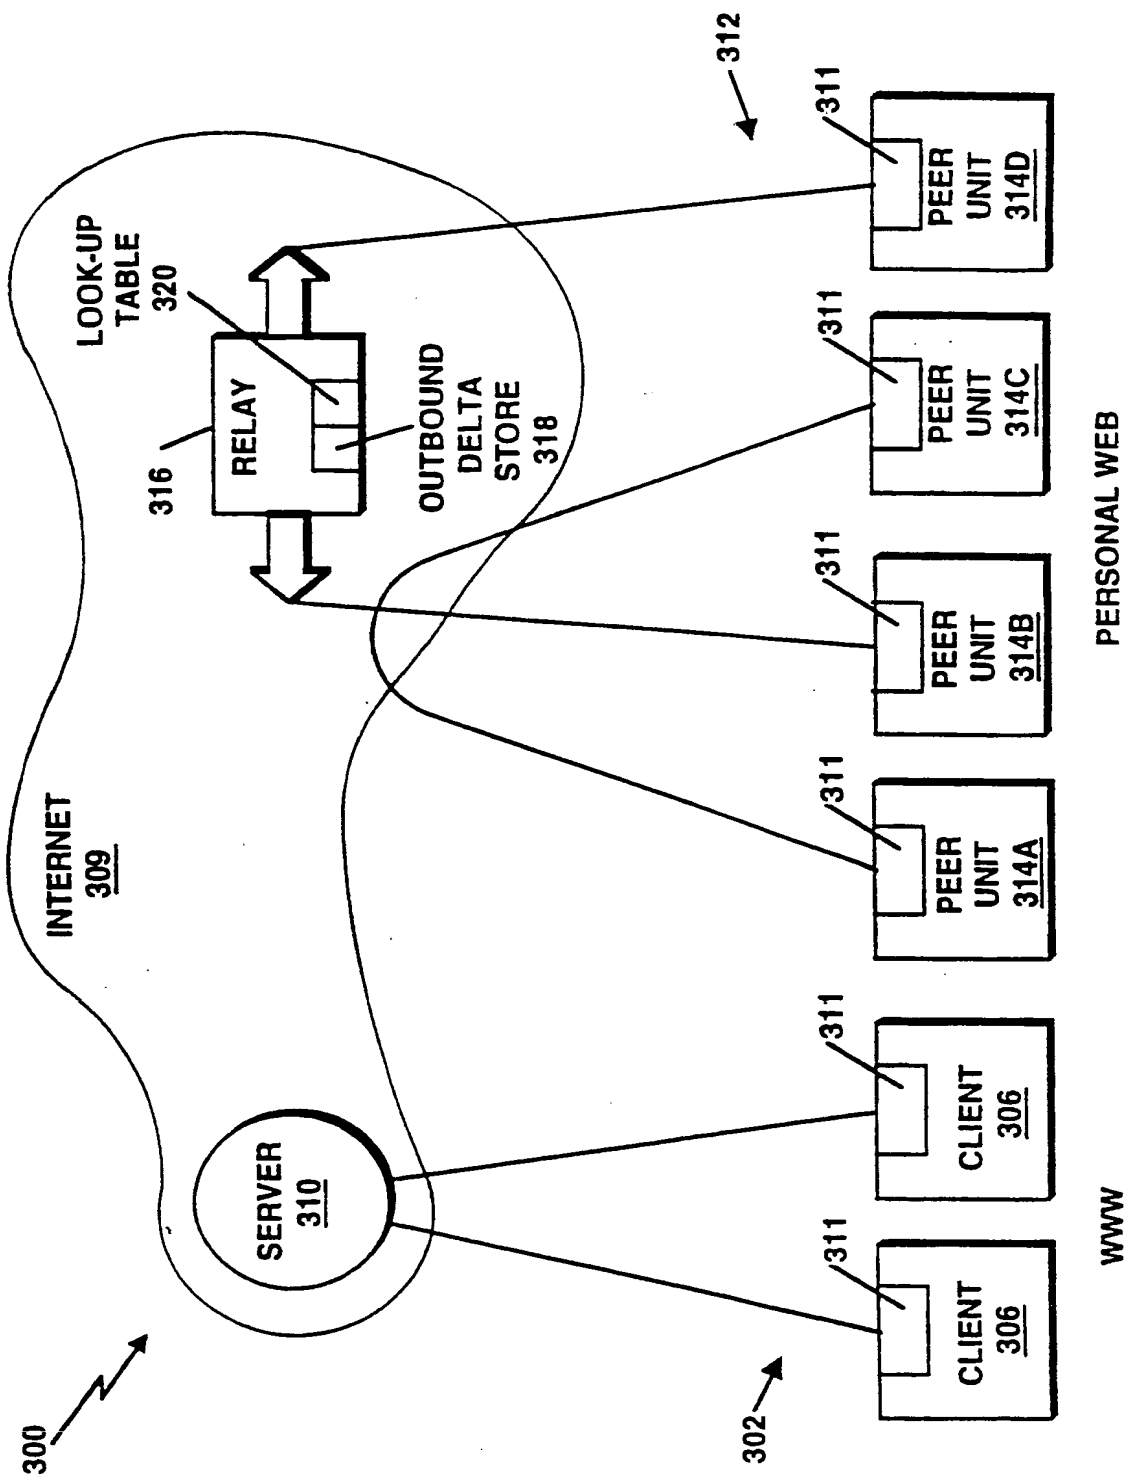 300
INTERNET
309
LOOK-UP
TABLE
320
316
RELAY
OUTBOUND
DELTA
STORE
318
SERVER
310
302
312
311
CLIENT
306
311
CLIENT
306
311
PEER
UNIT
314A
311
PEER
UNIT
314B
311
PEER
UNIT
314C
311
PEER
UNIT
314D
WWW
PERSONAL WEB